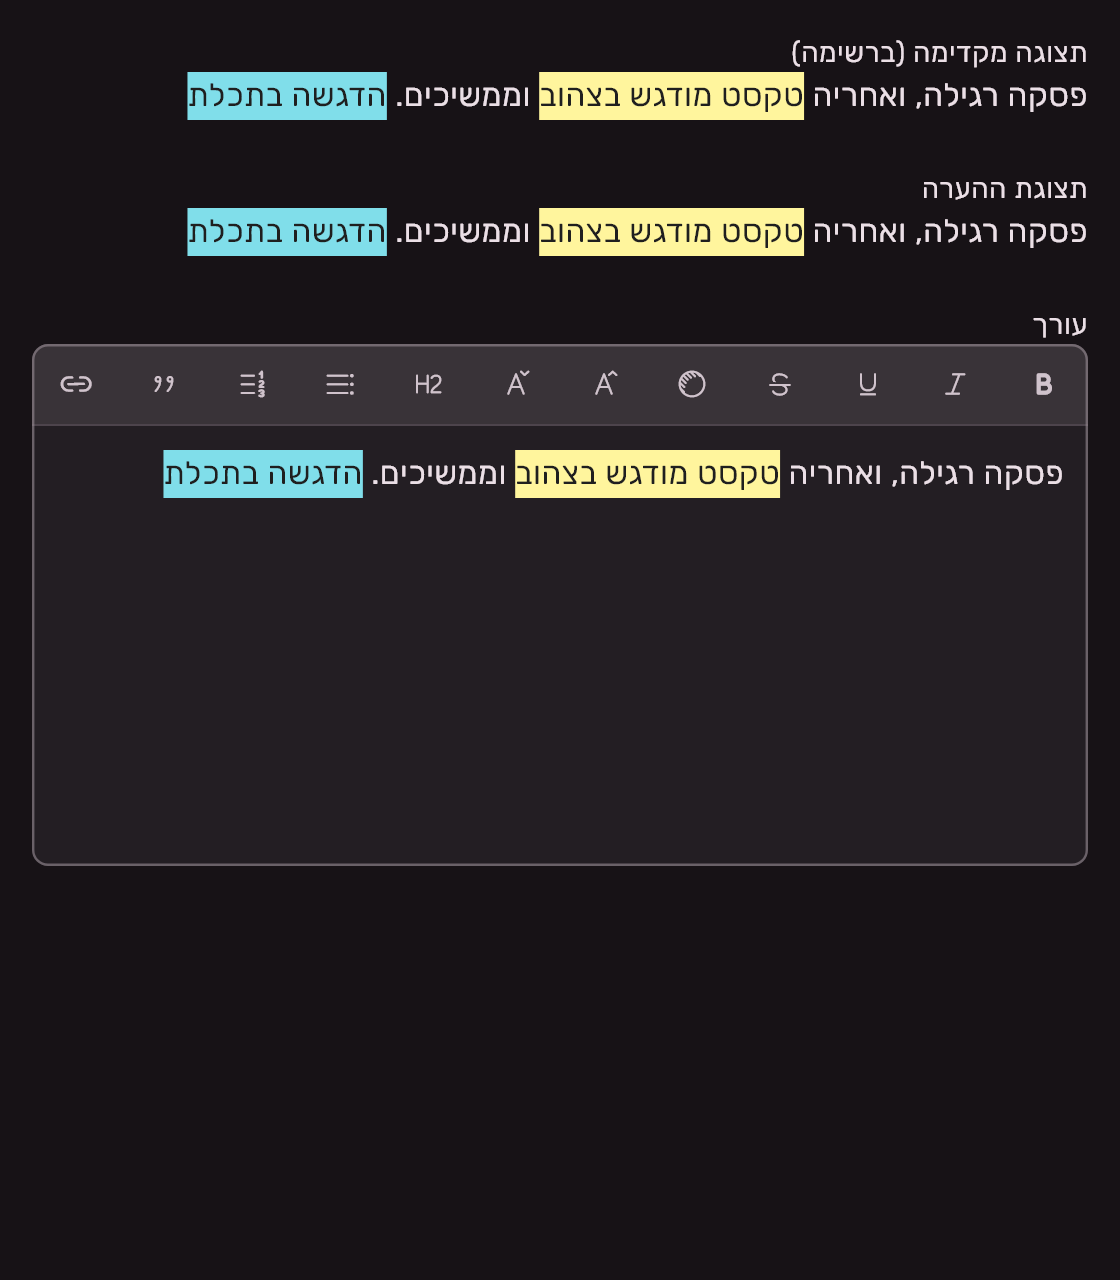 תצוגה מקדימה (ברשימה)
פסקה רגילה, ואחריה טקסט מודגש בצהוב וממשיכים. הדגשה בתכלת
תצוגת ההערה
פסקה רגילה, ואחריה טקסט מודגש בצהוב וממשיכים. הדגשה בתכלת
עורך
B I U S A A H2
פסקה רגילה, ואחריה טקסט מודגש בצהוב וממשיכים. הדגשה בתכלת